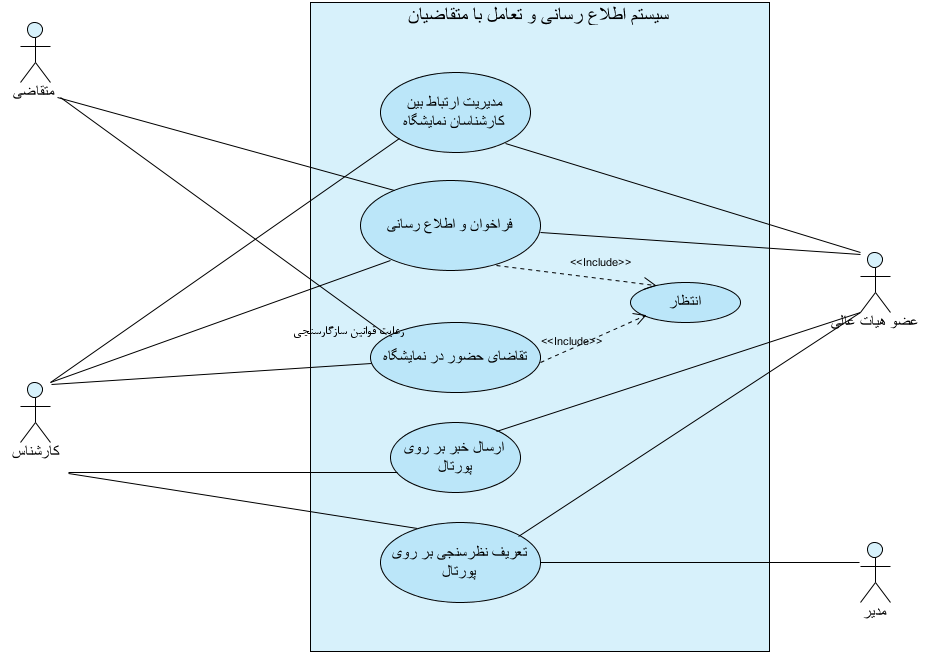 سیستم اطلاع رسانی و تعامل با متقاضیان
متقاضی
مدیریت ارتباط بین
کارشناسان نمایشگاه
فراخوان و اطلاع رسانی
<<Include>>
انتظار
عضو هیات عالی
رعایت قوانین سازگارسنجی
<<Include>>
تقاضای حضور در نمایشگاه
کارشناس
ارسال خبر بر روی
پورتال
تعریف نظرسنجی بر روی
پورتال
مدیر